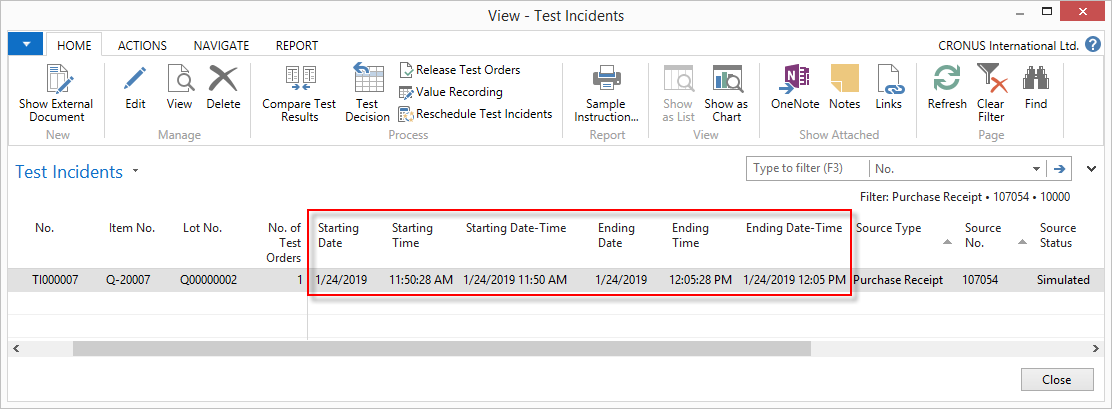 View - Test Incidents
HOME ACTIONS NAVIGATE REPORT CRONUS International Ltd.
Show External
Document
New
Edit View Delete
Manage
Compare Test
Results
Test
Decision
Release Test Orders
Value Recording
Reschedule Test Incidents
Process
Sample
Instruction...
Report
Show
as List
Show as
Chart
View
OneNote Notes Links
Show Attached
Refresh
Clear
Filter
Find
Page
Test Incidents
Type to filter (F3) No.
Filter: Purchase Receipt • 107054 • 10000
No. Item No. Lot No. No. of
Test
Orders
Starting
Date
Starting
Time
Starting Date-Time
Ending
Date
Ending
Time
Ending Date-Time
Source Type
Source
No.
Source
Status
TI000007 Q-20007 Q00000002 1 1/24/2019 11:50:28 AM 1/24/2019 11:50 AM 1/24/2019 12:05:28 PM 1/24/2019 12:05 PM Purchase Receipt 107054 Simulated
Close